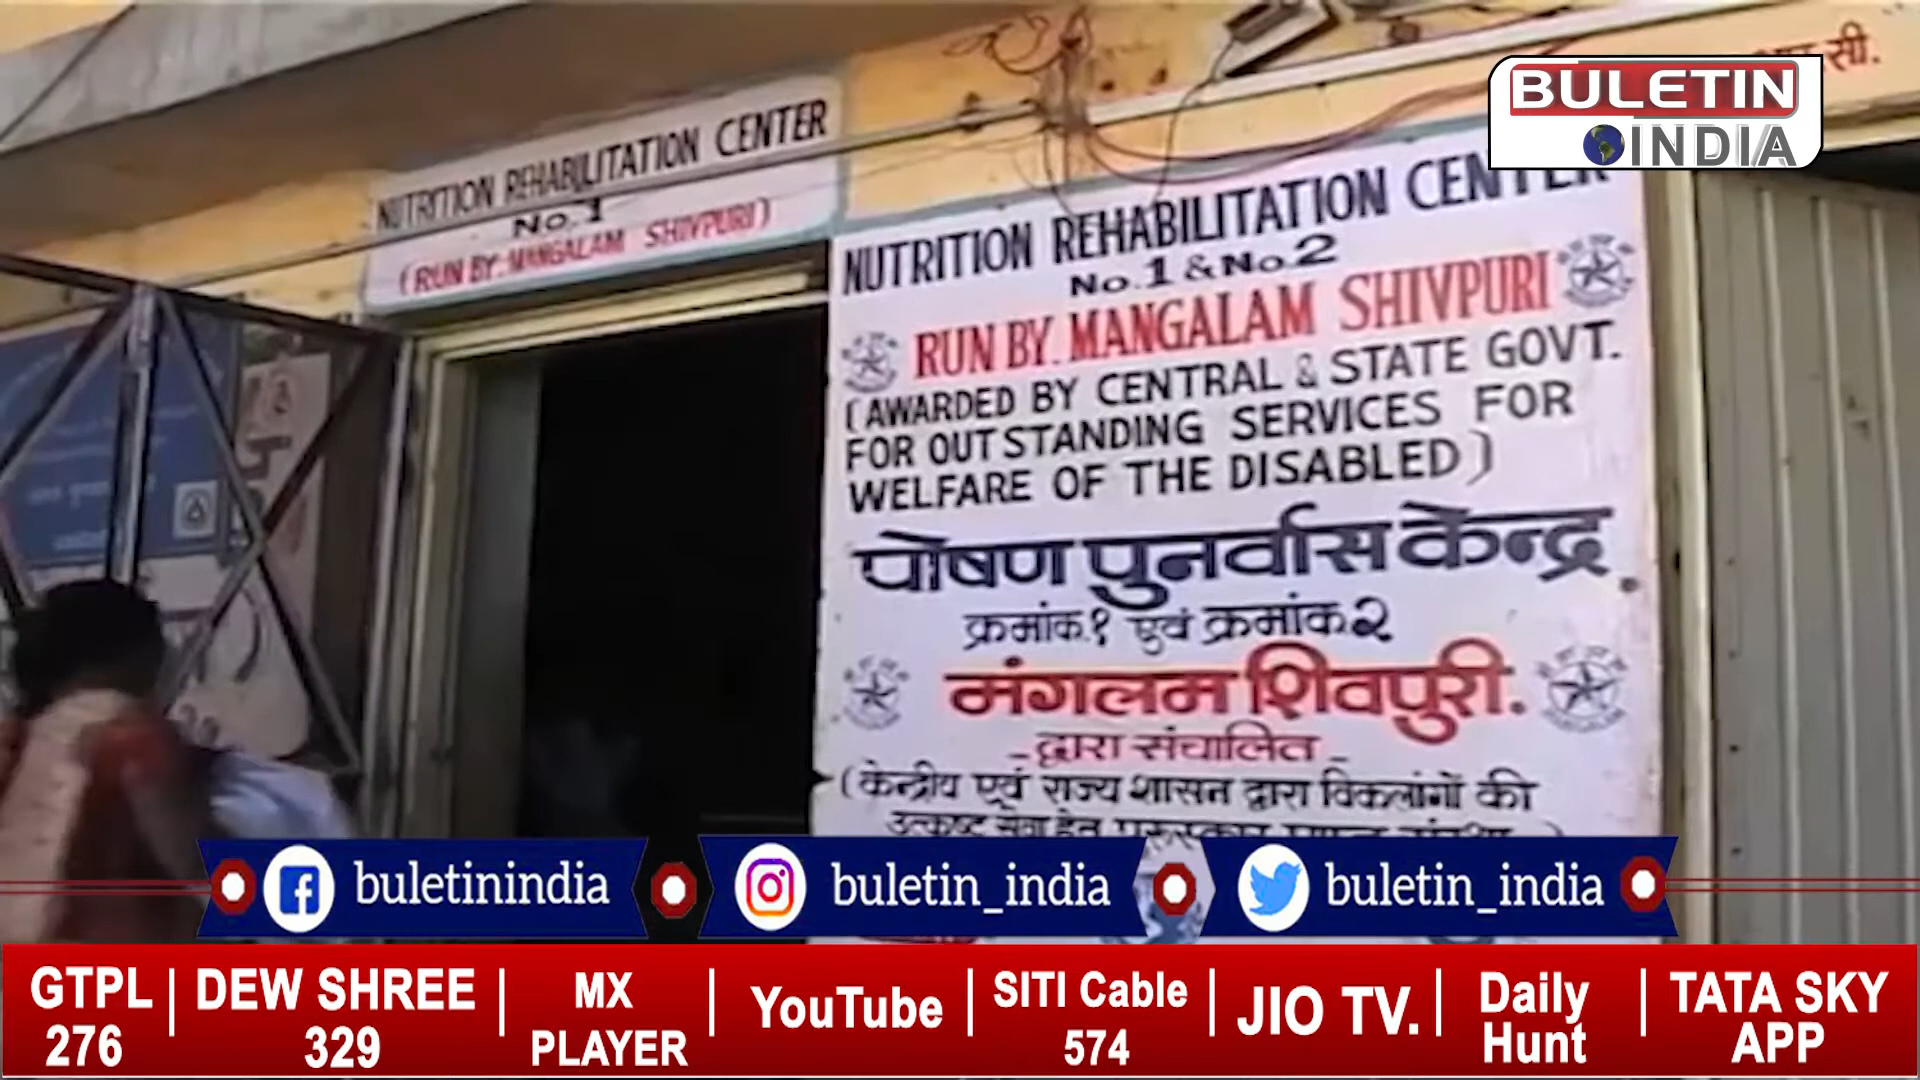 BULETIN
INDIA
सी.
NUTRITION REHABILITATION CENTER
No. 1
(RUN BY: MANGALAM SHIVPURI)
NUTRITION REHABILITATION CENTER
No. 1 & No. 2
RUN BY. MANGALAM SHIVPURI
(AWARDED BY CENTRAL & STATE GOVT.
FOR OUTSTANDING SERVICES FOR
WELFARE OF THE DISABLED)
पोषण पुनर्वास केन्द्र.
क्रमांक.१ एवं क्रमांक.२
मंगलम शिवपुरी.
- द्वारा संचालित -
(केन्द्रीय एवं राज्य शासन द्वारा विकलांगों की
buletinindia
buletin_india
buletin_india
GTPL
276
DEW SHREE
329
MX
PLAYER
YouTube
SITI Cable
574
JIO TV.
Daily
Hunt
TATA SKY
APP